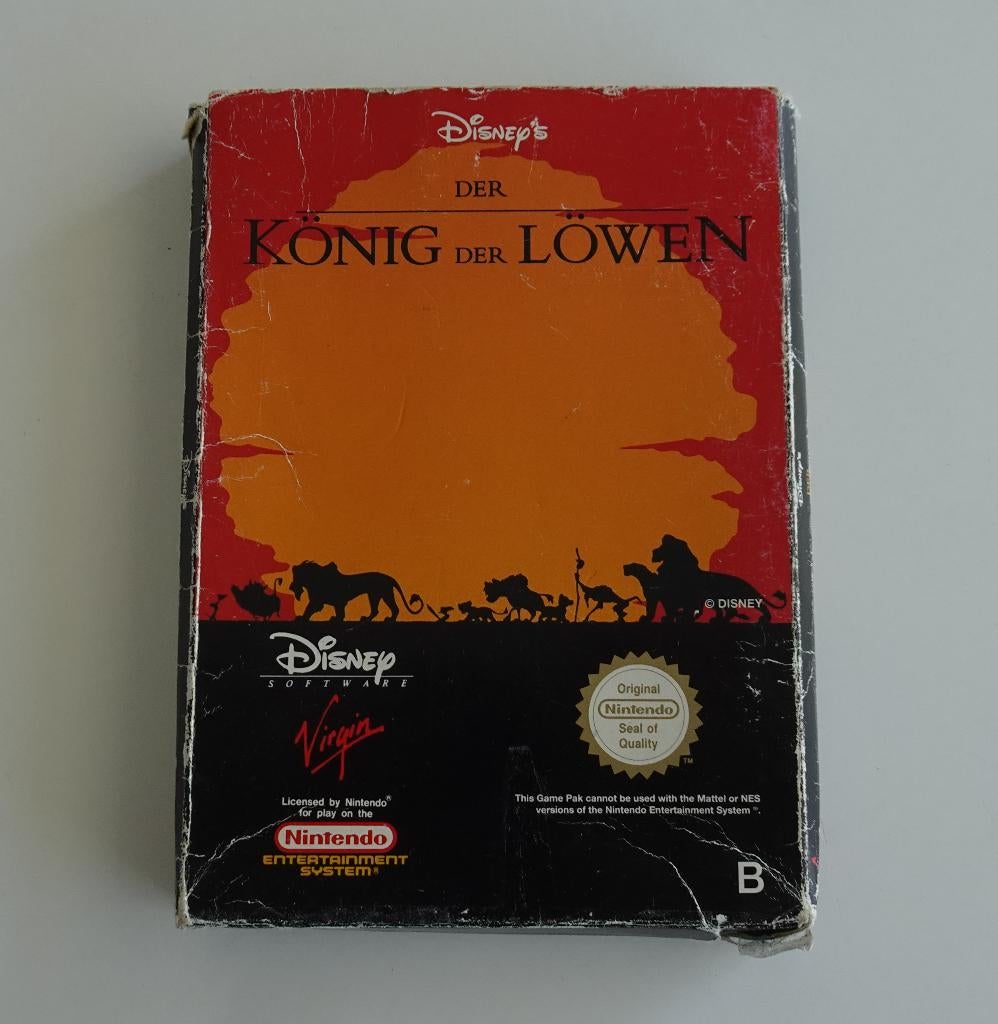 Disney's
DER
KÖNIG DER LÖWEN
© DISNEY
Disney
SOFTWARE
Virgin
Original
Nintendo
Seal of
Quality
TM
Licensed by Nintendo®
for play on the
Nintendo
ENTERTAINMENT
SYSTEM®
This Game Pak cannot be used with the Mattel or NES
versions of the Nintendo Entertainment System ®.
B